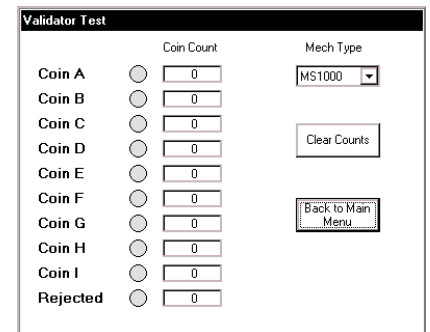 Validator Test
Coin Count Mech Type
Coin A 0 MS1000
Coin B 0
Coin C 0
Coin D 0 Clear Counts
Coin E 0
Coin F 0
Coin G 0 Back to Main
Menu
Coin H 0
Coin I 0
Rejected 0